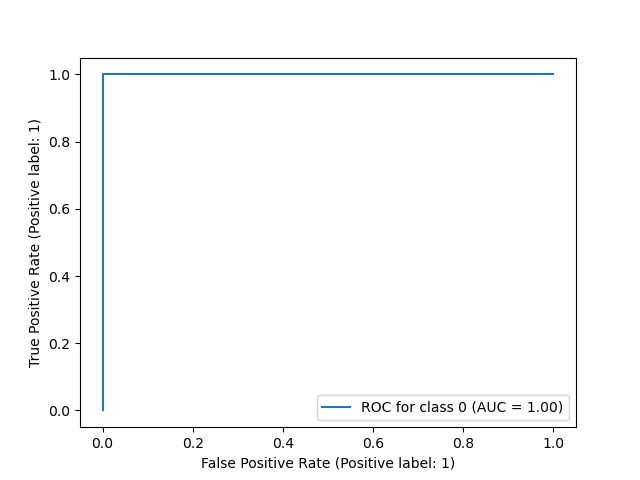 1.0
0.8
0.6
0.4
0.2
0.0
True Positive Rate (Positive label: 1)
ROC for class 0 (AUC = 1.00)
0.0 0.2 0.4 0.6 0.8 1.0
False Positive Rate (Positive label: 1)